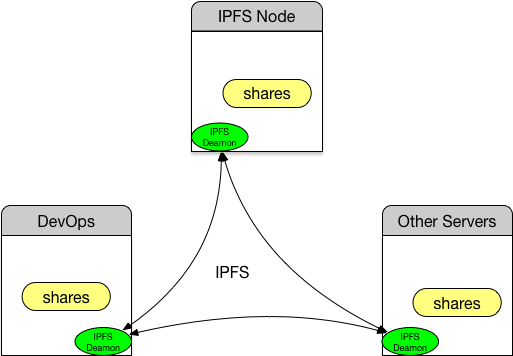 IPFS Node
shares
IPFS
Deamon
DevOps
shares
IPFS
Deamon
IPFS
Other Servers
shares
IPFS
Deamon